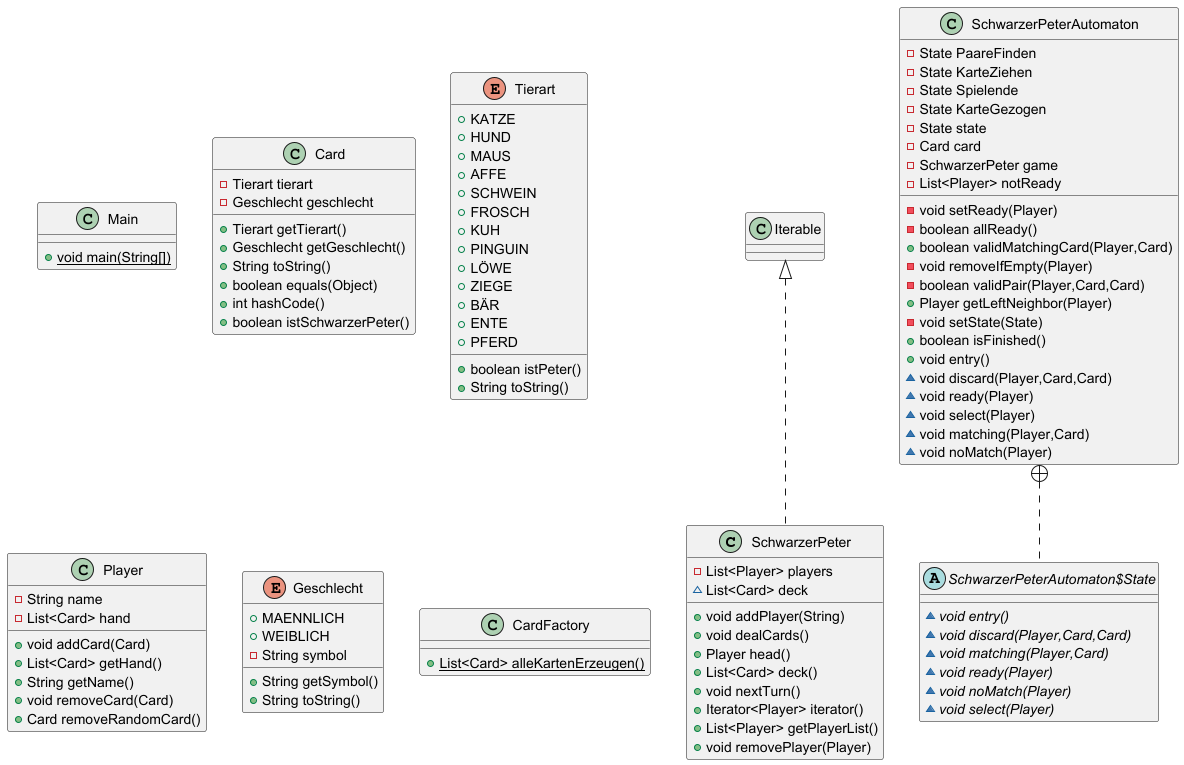 C Main
void main(String[])
C Card
Tierart tierart
Geschlecht geschlecht
Tierart getTierart()
Geschlecht getGeschlecht()
String toString()
boolean equals(Object)
int hashCode()
boolean istSchwarzerPeter()
E Tierart
KATZE
HUND
MAUS
AFFE
SCHWEIN
FROSCH
KUH
PINGUIN
LÖWE
ZIEGE
BÄR
ENTE
PFERD
boolean istPeter()
String toString()
C Iterable
C SchwarzerPeterAutomaton
State PaareFinden
State KarteZiehen
State Spielende
State KarteGezogen
State state
Card card
SchwarzerPeter game
List<Player> notReady
void setReady(Player)
boolean allReady()
boolean validMatchingCard(Player,Card)
void removeIfEmpty(Player)
boolean validPair(Player,Card,Card)
Player getLeftNeighbor(Player)
void setState(State)
boolean isFinished()
void entry()
void discard(Player,Card,Card)
void ready(Player)
void select(Player)
void matching(Player,Card)
void noMatch(Player)
C Player
String name
List<Card> hand
void addCard(Card)
List<Card> getHand()
String getName()
void removeCard(Card)
Card removeRandomCard()
E Geschlecht
MAENNLICH
WEIBLICH
String symbol
String getSymbol()
String toString()
C CardFactory
List<Card> alleKartenErzeugen()
C SchwarzerPeter
List<Player> players
List<Card> deck
void addPlayer(String)
void dealCards()
Player head()
List<Card> deck()
void nextTurn()
Iterator<Player> iterator()
List<Player> getPlayerList()
void removePlayer(Player)
A SchwarzerPeterAutomaton$State
void entry()
void discard(Player,Card,Card)
void matching(Player,Card)
void ready(Player)
void noMatch(Player)
void select(Player)